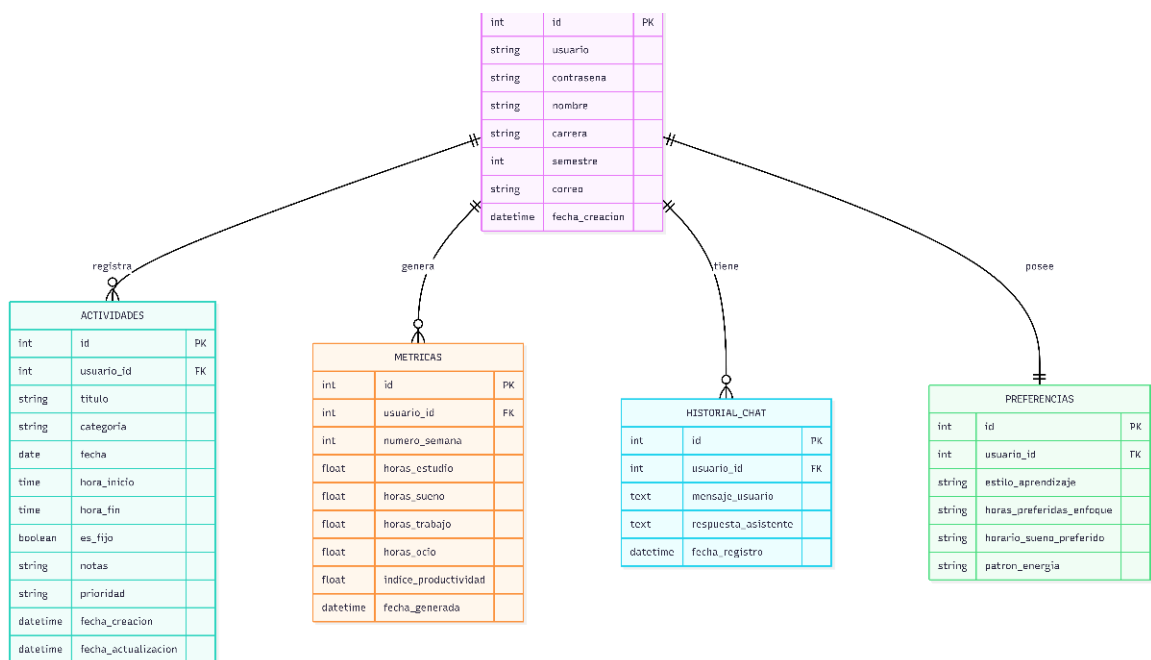 int id PK
string usuario
string contrasena
string nombre
string carrera
int semestre
string correo
datetime fecha_creacion
registra
genera
tiene
posee
ACTIVIDADES
int id PK
int usuario_id FK
string titulo
string categoria
date fecha
time hora_inicio
time hora_fin
boolean es_fijo
string notas
string prioridad
datetime fecha_creacion
datetime fecha_actualizacion
METRICAS
int id PK
int usuario_id FK
int numero_semana
float horas_estudio
float horas_sueno
float horas_trabajo
float horas_ocio
float indice_productividad
datetime fecha_generada
HISTORIAL_CHAT
int id PK
int usuario_id FK
text mensaje_usuario
text respuesta_asistente
datetime fecha_registro
PREFERENCIAS
int id PK
int usuario_id FK
string estilo_aprendizaje
string horas_preferidas_enfoque
string horario_sueno_preferido
string patron_energia